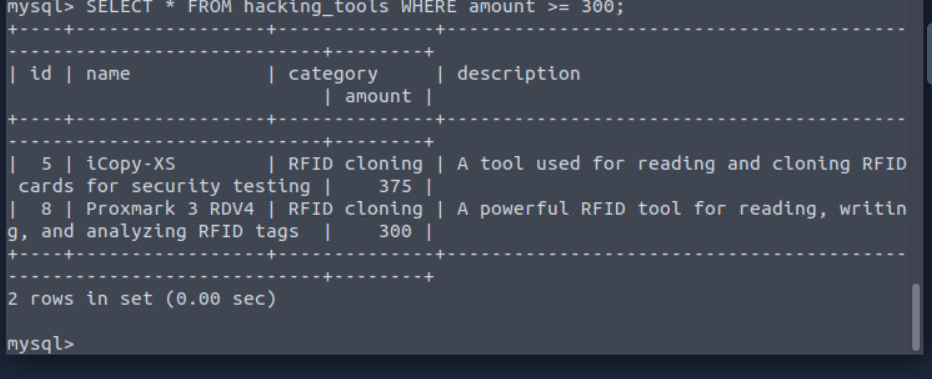 mysql> SELECT * FROM hacking_tools WHERE amount >= 300;
+----+-----------------+--------------+-----------------------------------------
----------------------------+--------+
| id | name            | category     | description
                            | amount |
+----+-----------------+--------------+-----------------------------------------
----------------------------+--------+
|  5 | iCopy-XS        | RFID cloning | A tool used for reading and cloning RFID
 cards for security testing |    375 |
|  8 | Proxmark 3 RDV4 | RFID cloning | A powerful RFID tool for reading, writin
g, and analyzing RFID tags  |    300 |
+----+-----------------+--------------+-----------------------------------------
----------------------------+--------+
2 rows in set (0.00 sec)
mysql>